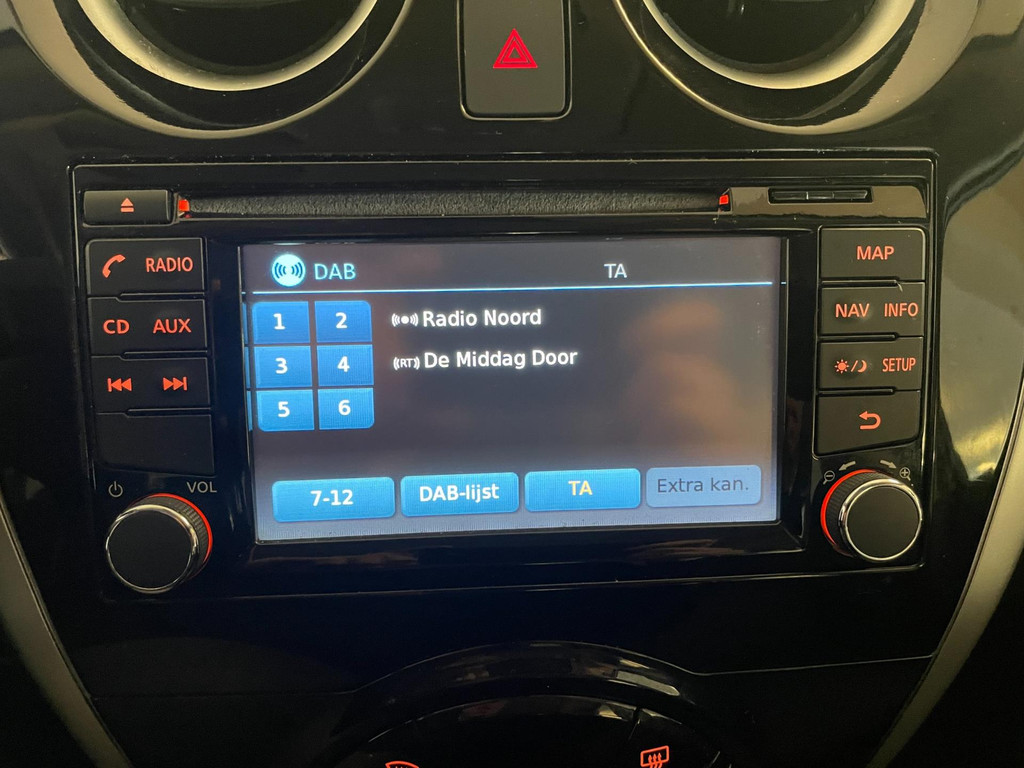 RADIO
CD AUX
VOL
DAB TA
1 2
3 4
5 6
Radio Noord
(RT) De Middag Door
7-12 DAB-lijst TA Extra kan.
MAP
NAV INFO
SETUP